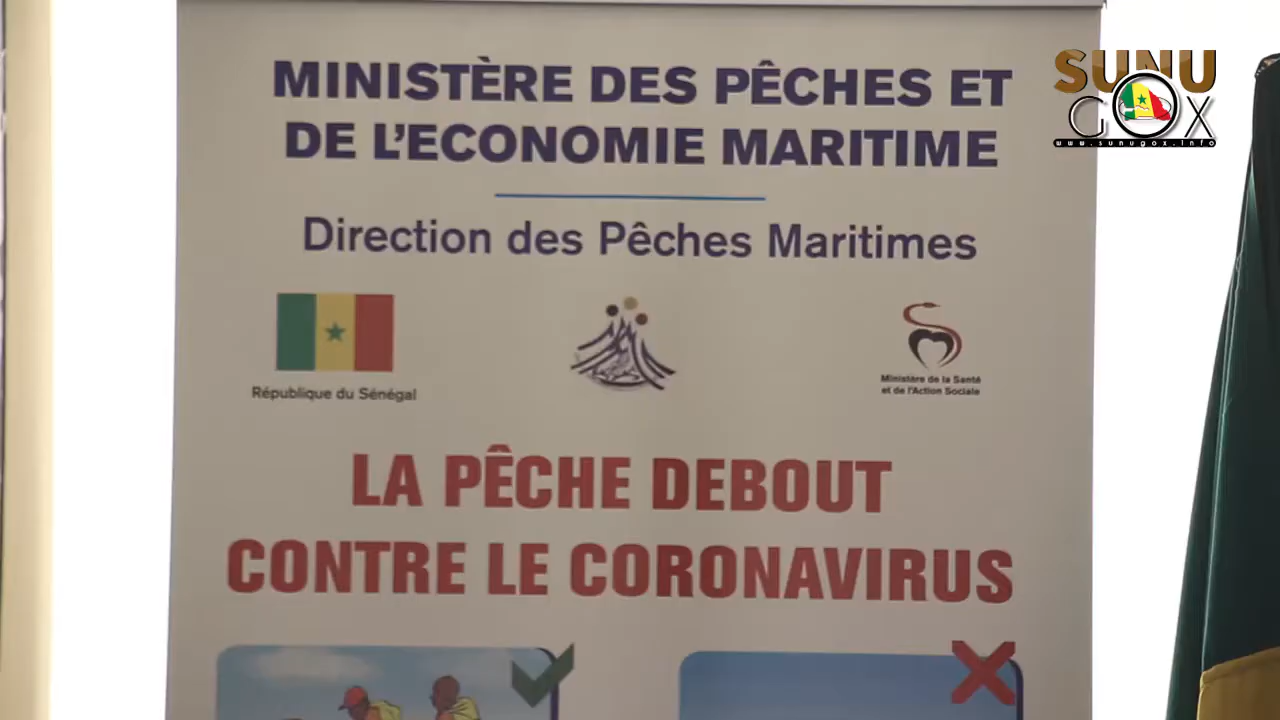 MINISTÈRE DES PÊCHES ET
DE L'ECONOMIE MARITIME
Direction des Pêches Maritimes
République du Sénégal
Ministère de la Santé
et de l'Action Sociale
LA PÊCHE DEBOUT
CONTRE LE CORONAVIRUS
SUNU
GOX
www.sunugox.info